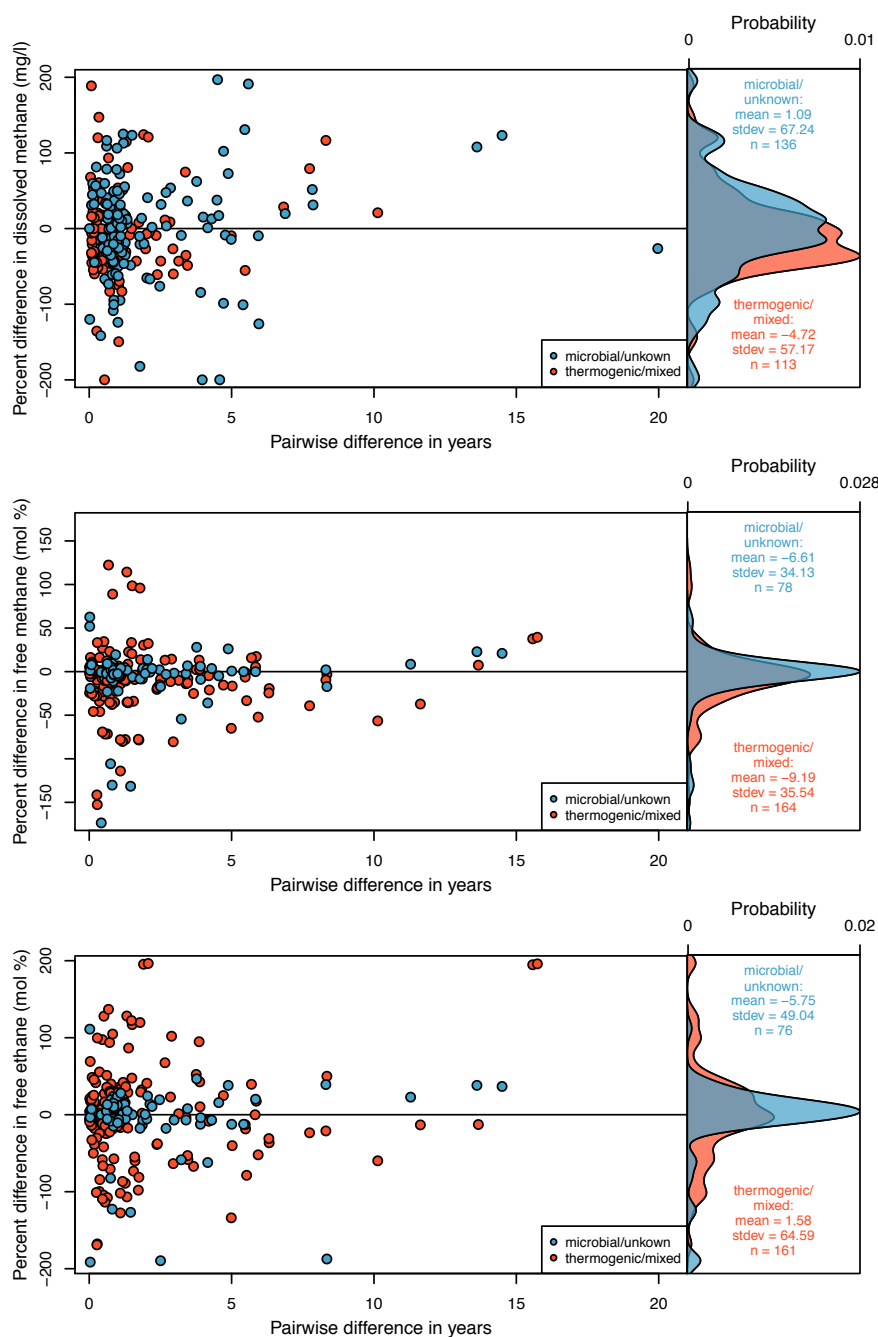 Probability
0 0.01
Percent difference in dissolved methane (mg/l)
200
100
0
−100
−200
microbial/
unknown:
mean = 1.09
stdev = 67.24
n = 136
thermogenic/
mixed:
mean = −4.72
stdev = 57.17
n = 113
microbial/unkown
thermogenic/mixed
0 5 10 15 20
Pairwise difference in years
Probability
0 0.028
Percent difference in free methane (mol %)
150
100
50
0
−50
−150
microbial/
unknown:
mean = −6.61
stdev = 34.13
n = 78
thermogenic/
mixed:
mean = −9.19
stdev = 35.54
n = 164
microbial/unkown
thermogenic/mixed
0 5 10 15 20
Pairwise difference in years
Probability
0 0.02
Percent difference in free ethane (mol %)
200
100
0
−100
−200
microbial/
unknown:
mean = −5.75
stdev = 49.04
n = 76
thermogenic/
mixed:
mean = 1.58
stdev = 64.59
n = 161
microbial/unkown
thermogenic/mixed
0 5 10 15 20
Pairwise difference in years